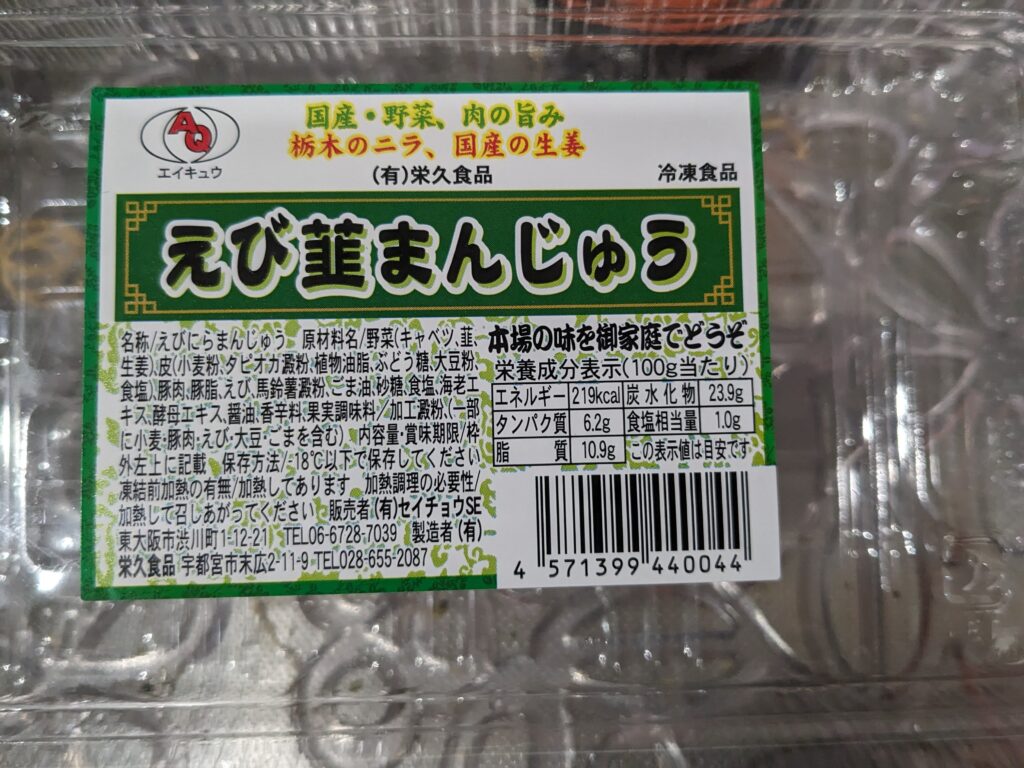 国産・野菜、肉の旨み
栃木のニラ、国産の生姜
AQ
エイキュウ
(有)栄久食品
冷凍食品
えび韮まんじゅう
名称/えびにらまんじゅう 原材料名/野菜(キャベツ、韮、
生姜)、皮(小麦粉、タピオカ澱粉、植物油脂、ぶどう糖、大豆粉、
食塩)、豚肉、豚脂、えび、馬鈴薯澱粉、ごま油、砂糖、食塩、海老エ
キス、酵母エキス、醤油、香辛料、果実調味料/加工澱粉、(一部
に小麦・豚肉・えび・大豆・ごまを含む) 内容量・賞味期限/枠
外左上に記載 保存方法/-18℃以下で保存してください
凍結前加熱の有無/加熱してあります 加熱調理の必要性/
加熱して召しあがってください 販売者(有)セイチョウSE
東大阪市渋川町1-12-21 TEL06-6728-7039 製造者(有)
栄久食品 宇都宮市末広2-11-9 TEL028-655-2087
本場の味を御家庭でどうぞ
栄養成分表示(100g当たり)
エネルギー 219kcal 炭水化物 23.9g
タンパク質 6.2g 食塩相当量 1.0g
脂質 10.9g この表示値は目安です
4 571399 440044